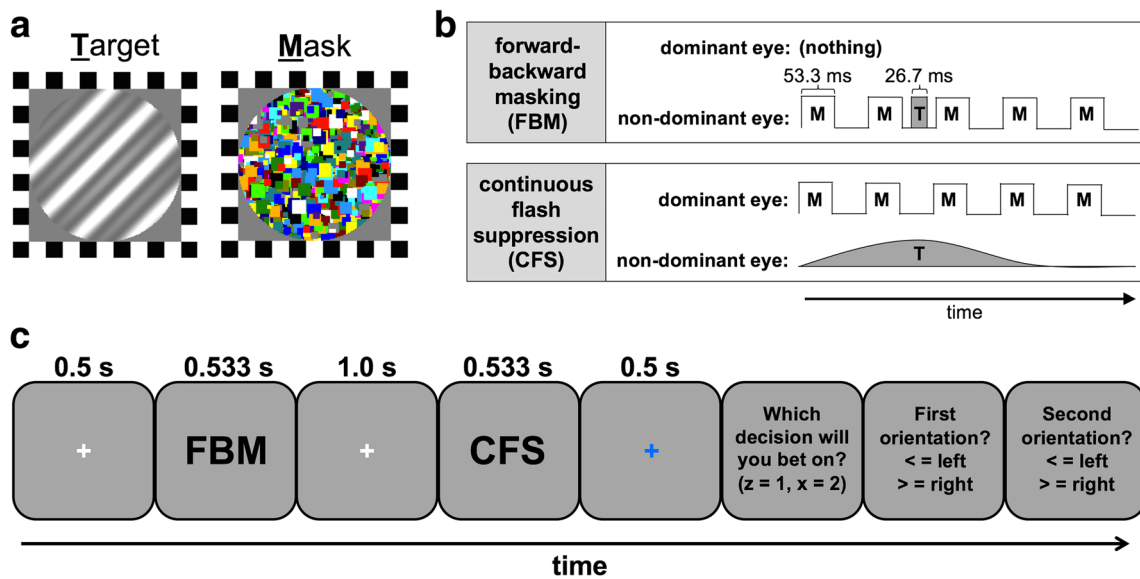 a
Target
Mask
b
forward-
backward
masking
(FBM)
dominant eye: (nothing)
53.3 ms
26.7 ms
non-dominant eye:
M
M
T
M
M
M
continuous
flash
suppression
(CFS)
dominant eye:
M
M
M
M
M
non-dominant eye:
T
time
c
0.5 s
0.533 s
1.0 s
0.533 s
0.5 s
+
FBM
+
CFS
+
Which
decision will
you bet on?
(z = 1, x = 2)
First
orientation?
< = left
> = right
Second
orientation?
< = left
> = right
time